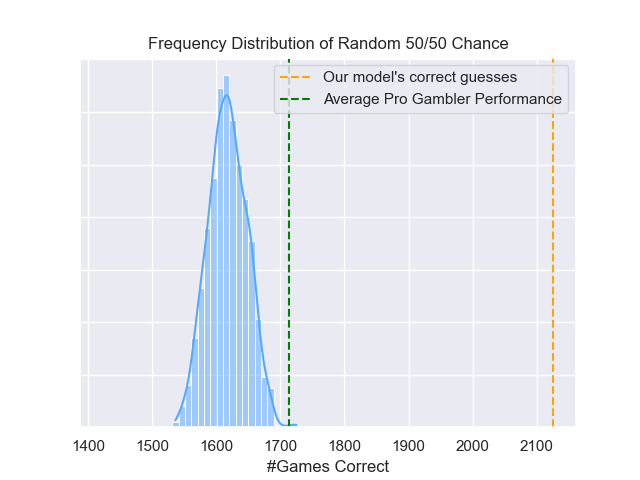 Frequency Distribution of Random 50/50 Chance
Our model's correct guesses
Average Pro Gambler Performance
1400 1500 1600 1700 1800 1900 2000 2100
#Games Correct